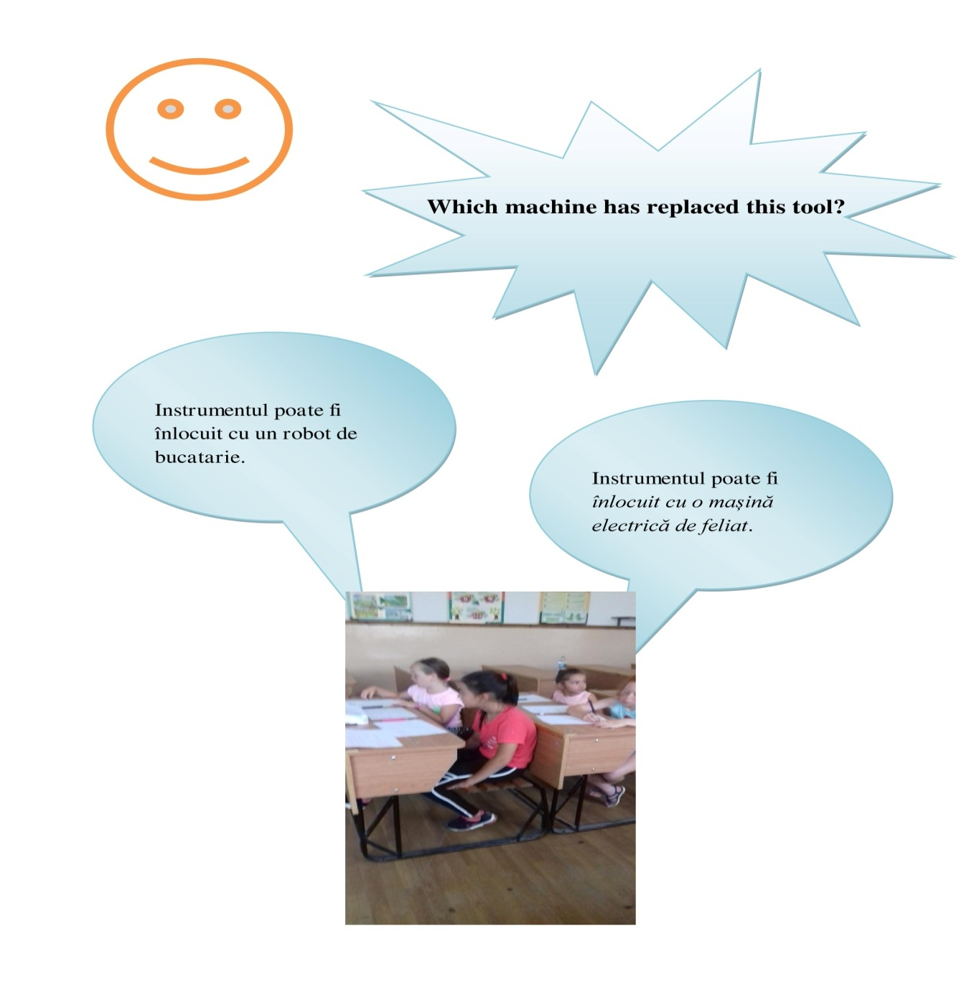 Which machine has replaced this tool?
Instrumentul poate fi
înlocuit cu un robot de
bucatarie.
Instrumentul poate fi
înlocuit cu o mașină
electrică de feliat.